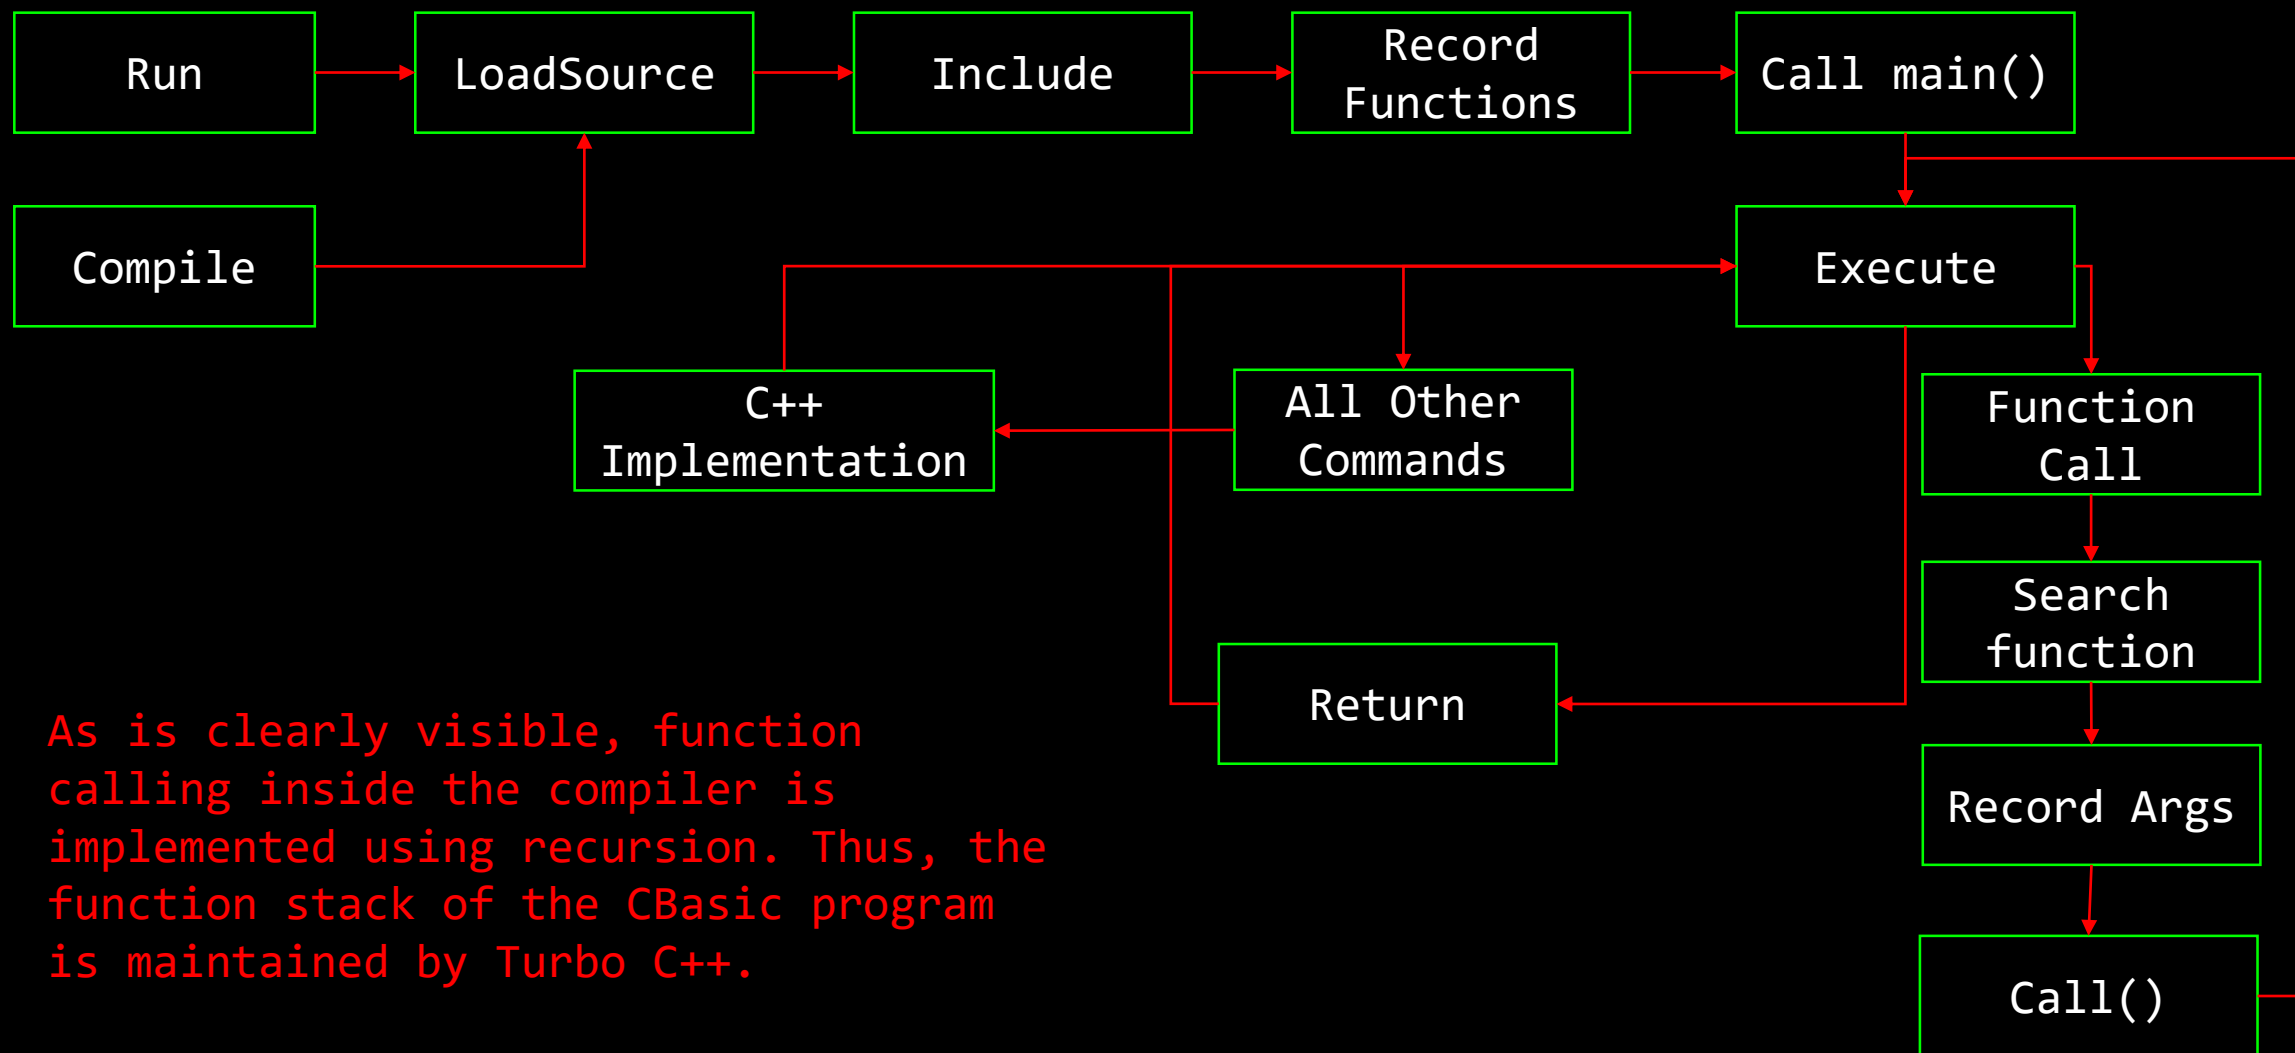 Run
LoadSource
Include
Record
Functions
Call main()
Compile
Execute
C++
Implementation
All Other
Commands
Function
Call
Search
function
Return
Record Args
Call()
As is clearly visible, function
calling inside the compiler is
implemented using recursion. Thus, the
function stack of the CBasic program
is maintained by Turbo C++.